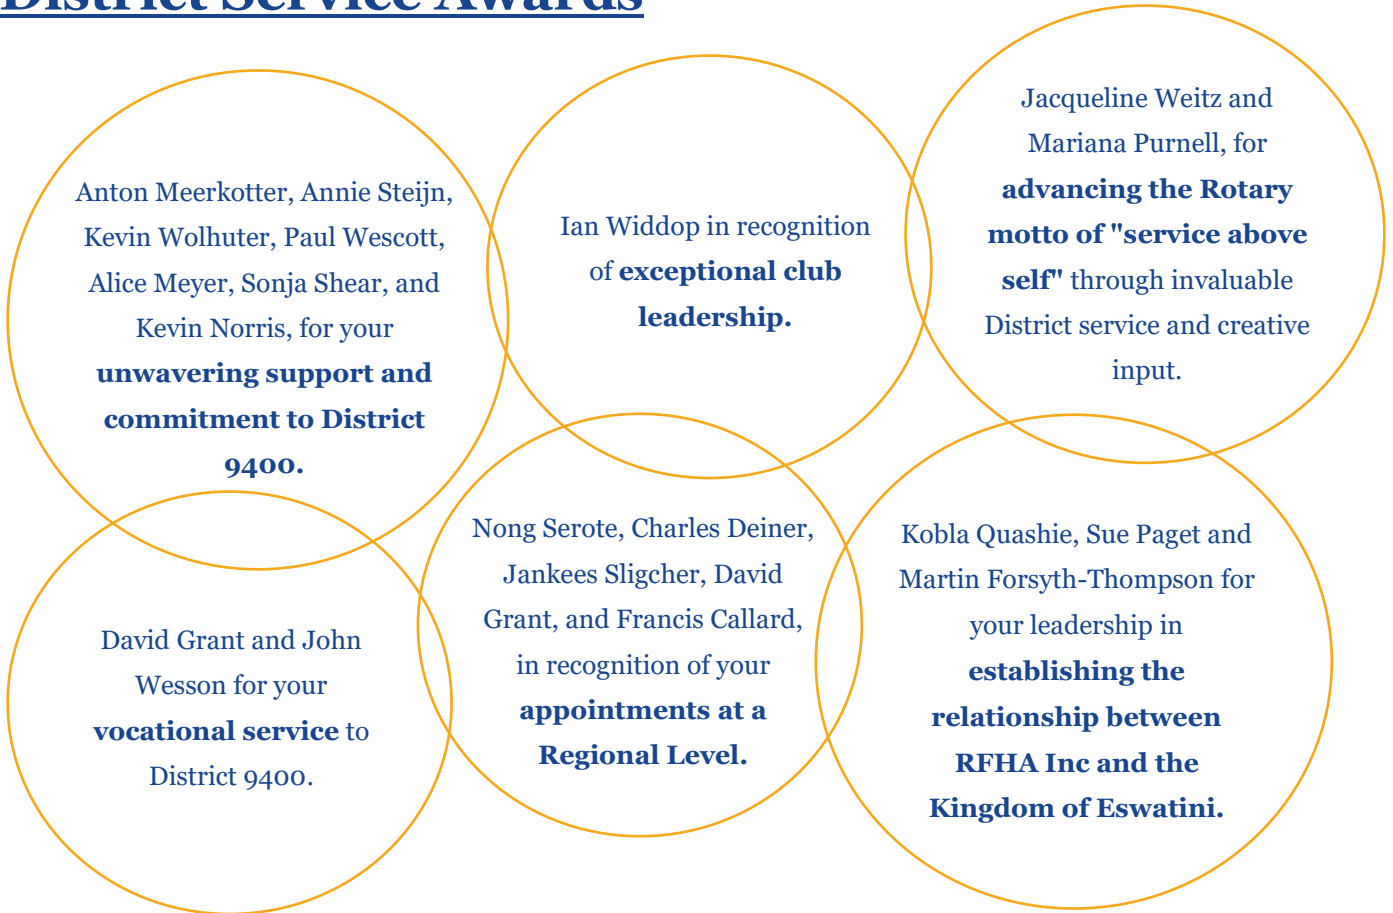 District Service Awards
Anton Meerkotter, Annie Steijn,
Kevin Wolhuter, Paul Wescott,
Alice Meyer, Sonja Shear, and
Kevin Norris, for your
unwavering support and
commitment to District
9400.
Ian Widdop in recognition
of exceptional club
leadership.
Jacqueline Weitz and
Mariana Purnell, for
advancing the Rotary
motto of "service above
self" through invaluable
District service and creative
input.
David Grant and John
Wesson for your
vocational service to
District 9400.
Nong Serote, Charles Deiner,
Jankees Sligcher, David
Grant, and Francis Callard,
in recognition of your
appointments at a
Regional Level.
Kobla Quashie, Sue Paget and
Martin Forsyth-Thompson for
your leadership in
establishing the
relationship between
RFHA Inc and the
Kingdom of Eswatini.